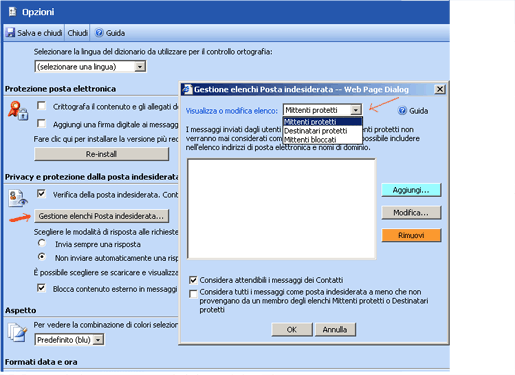 Opzioni
Salva e chiudi Chiudi Guida
Selezionare la lingua del dizionario da utilizzare per il controllo ortografia:
(selezionare una lingua)
Protezione posta elettronica
Crittografa il contenuto e gli allegati d
Aggiungi una firma digitale ai messagg
Fare clic qui per installare la versione più rec
Re-install
Privacy e protezione dalla posta indesiderata
Verifica della posta indesiderata. Cont
Gestione elenchi Posta indesiderata...
Scegliere le modalità di risposta alle richieste
Invia sempre una risposta
Non inviare automaticamente una risp
È possibile scegliere se scaricare e visualizza
Blocca contenuto esterno in messaggi
Aspetto
Per vedere la combinazione di colori selezion
Predefinito (blu)
Formati data e ora
Gestione elenchi Posta indesiderata -- Web Page Dialog
Visualizza o modifica elenco: Mittenti protetti Guida
Mittenti protetti
Destinatari protetti
Mittenti bloccati
I messaggi inviati dagli utenti
enti protetti non
verranno mai considerati com
possibile includere
nell'elenco indirizzi di posta elettronica e nomi di dominio.
Aggiungi...
Modifica...
Rimuovi
Considera attendibili i messaggi dei Contatti
Considera tutti i messaggi come posta indesiderata a meno che non
provengano da un membro degli elenchi Mittenti protetti o Destinatari
protetti
OK Annulla